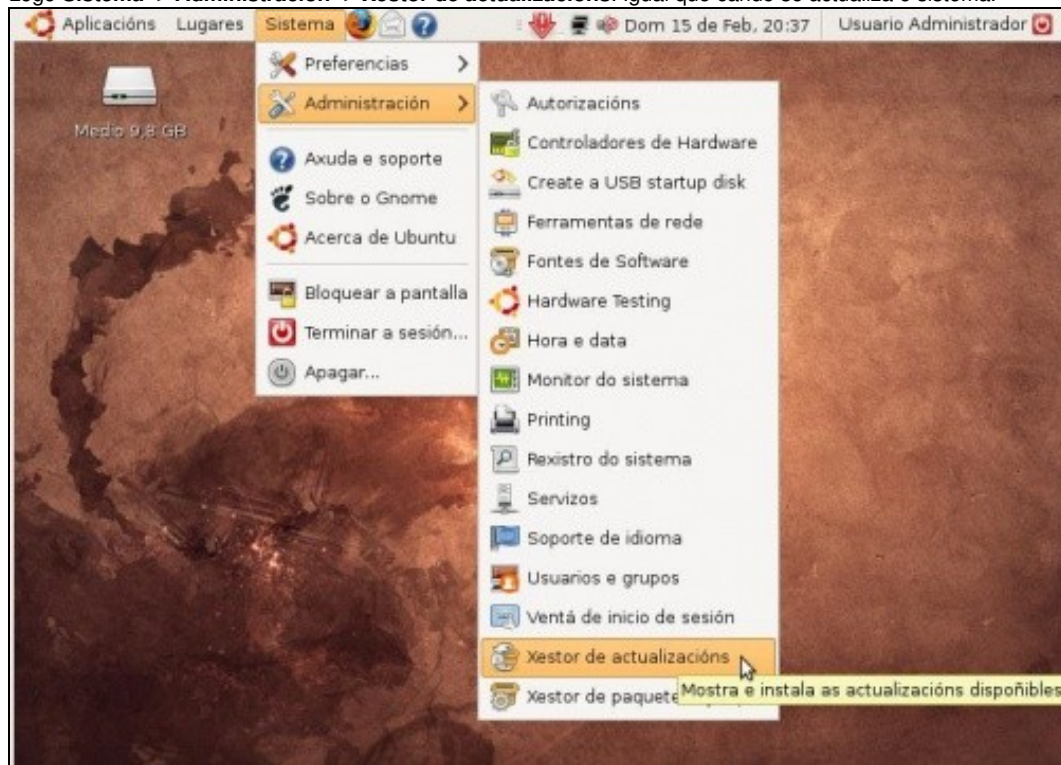 Aplicacións Lugares Sistema Dom 15 de Feb, 20:37 Usuario Administrador
Medio 9,8 GB
Preferencias
Administración
Axuda e soporte
Sobre o Gnome
Acerca de Ubuntu
Bloquear a pantalla
Terminar a sesión...
Apagar...
Autorizacións
Controladores de Hardware
Create a USB startup disk
Ferramentas de rede
Fontes de Software
Hardware Testing
Hora e data
Monitor do sistema
Printing
Rexistro do sistema
Servizos
Soporte de idioma
Usuarios e grupos
Ventá de inicio de sesión
Xestor de actualizacións
Xestor de paquete
Mostra e instala as actualizacións dispoñibles